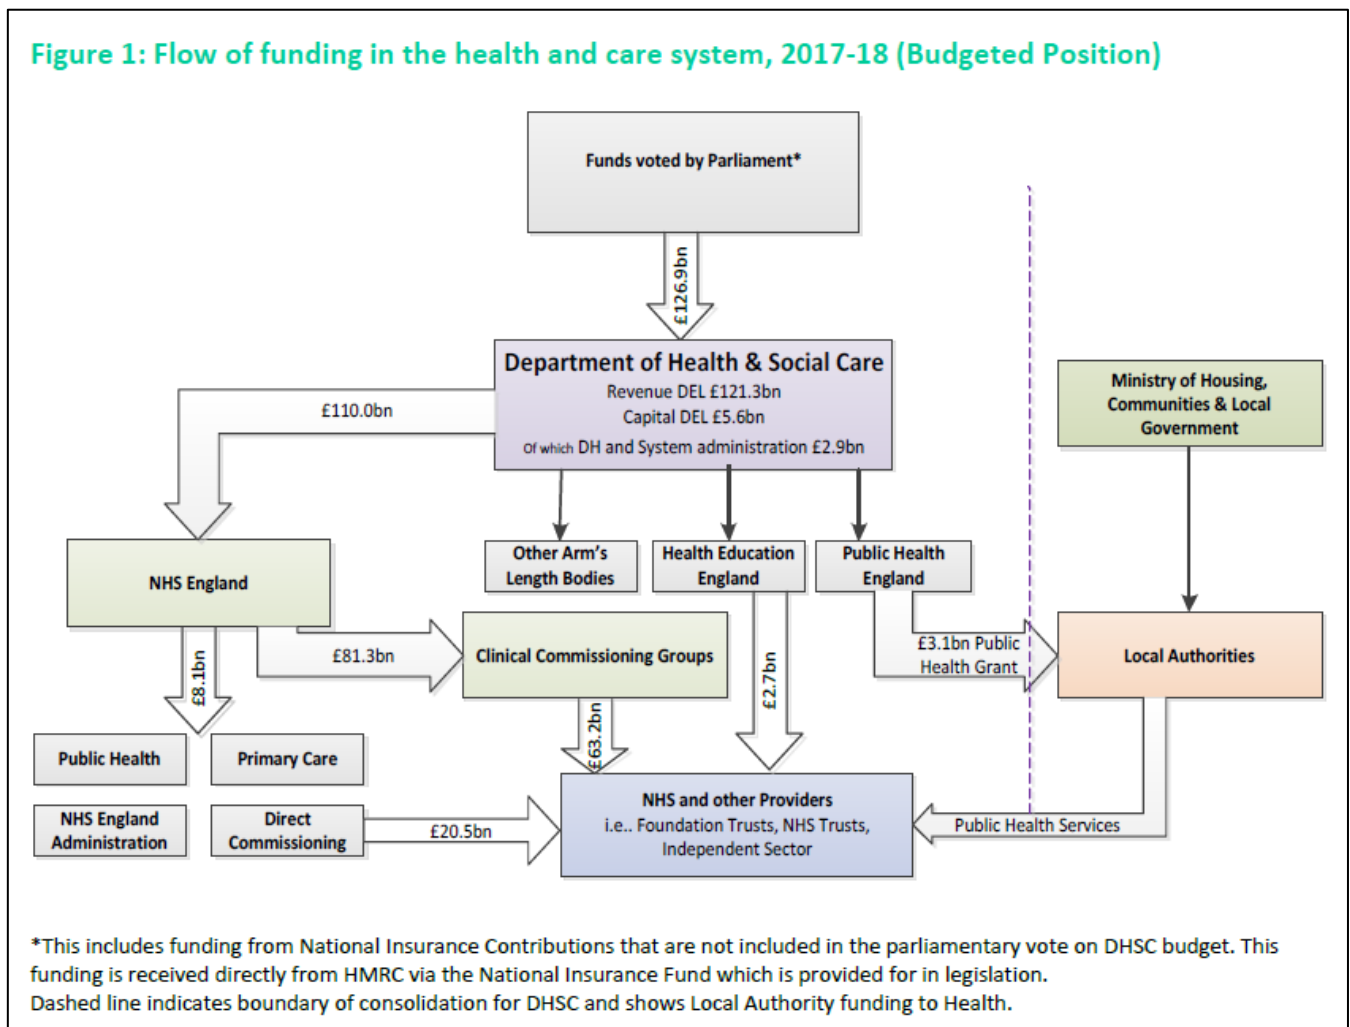 Figure 1: Flow of funding in the health and care system, 2017-18 (Budgeted Position)
Funds voted by Parliament*
£126.9bn
Department of Health & Social Care
Revenue DEL £121.3bn
Capital DEL £5.6bn
Of which DH and System administration £2.9bn
£110.0bn
Ministry of Housing,
Communities & Local
Government
NHS England
Other Arm's
Length Bodies
Health Education
England
Public Health
England
£8.1bn
£81.3bn
Clinical Commissioning Groups
£63.2bn
£2.7bn
£3.1bn Public
Health Grant
Local Authorities
Public Health
Primary Care
NHS England
Administration
Direct
Commissioning
£20.5bn
NHS and other Providers
i.e.. Foundation Trusts, NHS Trusts,
Independent Sector
Public Health Services
*This includes funding from National Insurance Contributions that are not included in the parliamentary vote on DHSC budget. This
funding is received directly from HMRC via the National Insurance Fund which is provided for in legislation.
Dashed line indicates boundary of consolidation for DHSC and shows Local Authority funding to Health.